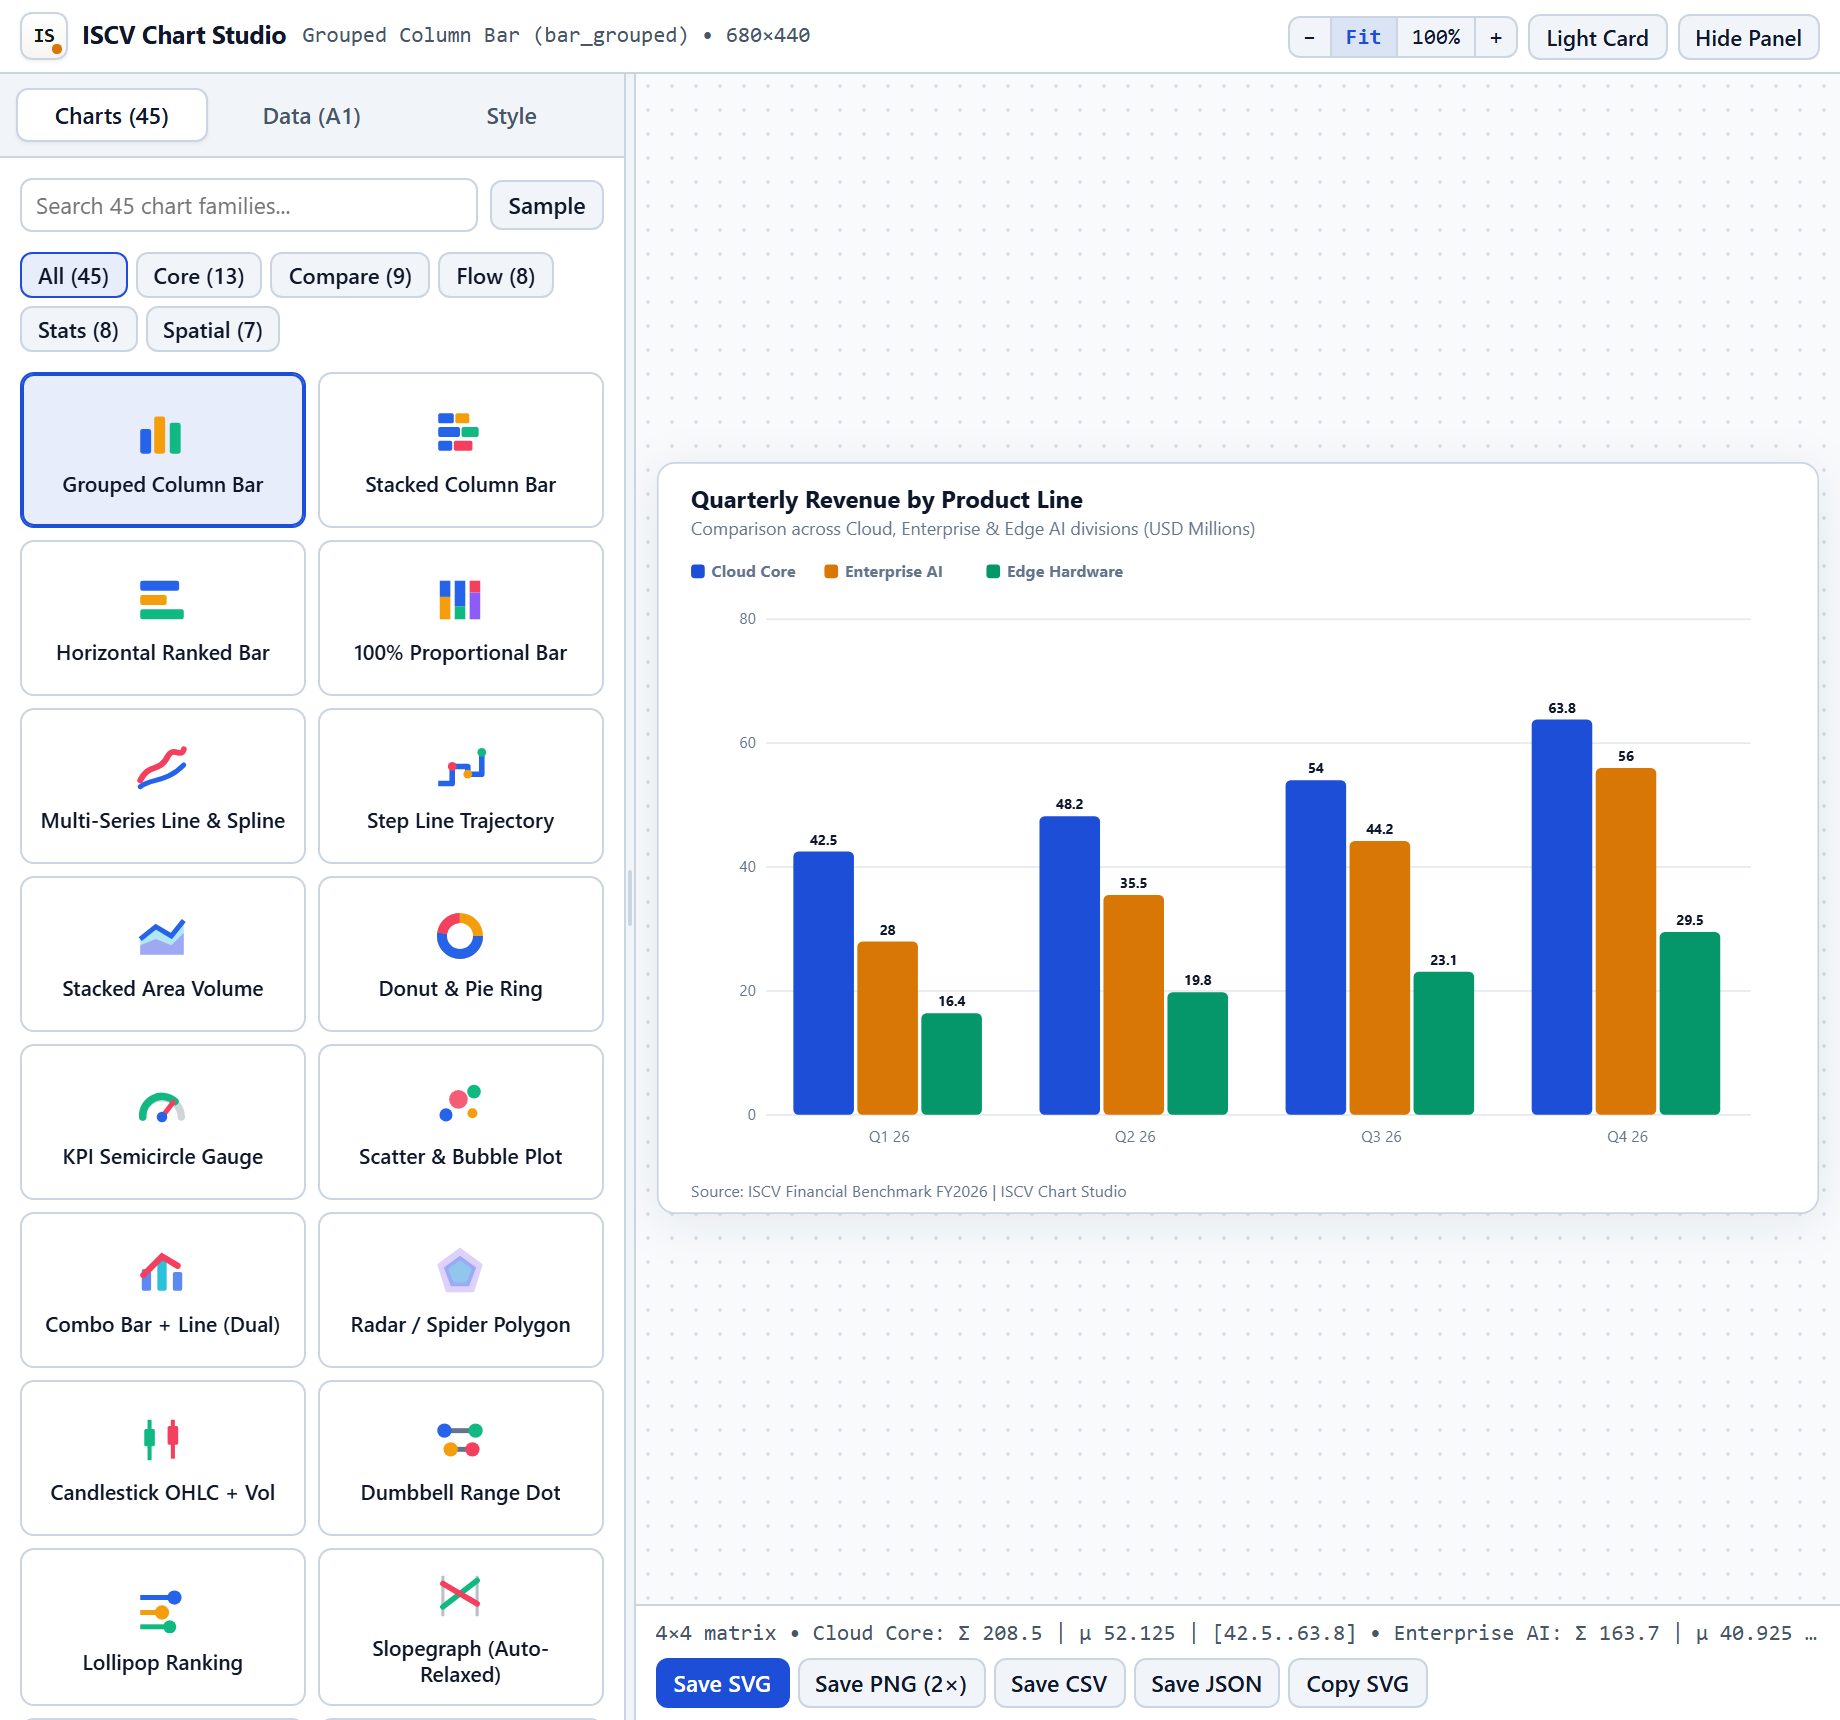 IS
ISCV Chart Studio
Grouped Column Bar (bar_grouped) • 680×440
− Fit 100% +
Light Card
Hide Panel
Charts (45)
Data (A1)
Style
Search 45 chart families...
Sample
All (45)
Core (13)
Compare (9)
Flow (8)
Stats (8)
Spatial (7)
Grouped Column Bar
Stacked Column Bar
Horizontal Ranked Bar
100% Proportional Bar
Multi-Series Line & Spline
Step Line Trajectory
Stacked Area Volume
Donut & Pie Ring
KPI Semicircle Gauge
Scatter & Bubble Plot
Combo Bar + Line (Dual)
Radar / Spider Polygon
Candlestick OHLC + Vol
Dumbbell Range Dot
Lollipop Ranking
Slopegraph (Auto-
Relaxed)
Quarterly Revenue by Product Line
Comparison across Cloud, Enterprise & Edge AI divisions (USD Millions)
Cloud Core
Enterprise AI
Edge Hardware
80
60
40
20
0
42.5
28
16.4
48.2
35.5
19.8
54
44.2
23.1
63.8
56
29.5
Q1 26
Q2 26
Q3 26
Q4 26
Source: ISCV Financial Benchmark FY2026 | ISCV Chart Studio
4×4 matrix • Cloud Core: Σ 208.5 | μ 52.125 | [42.5..63.8] • Enterprise AI: Σ 163.7 | μ 40.925 …
Save SVG
Save PNG (2×)
Save CSV
Save JSON
Copy SVG